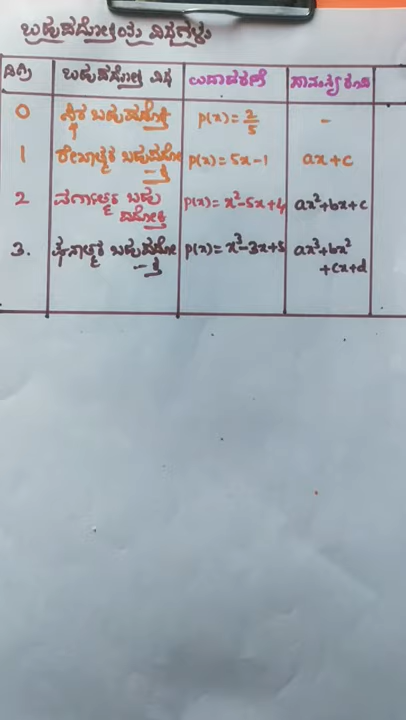 ಬಹುಪದೋಕ್ತಿಯ ವಿಧಗಳು
ಡಿಗ್ರಿ ಬಹುಪದೋಕ್ತಿ ವಿಧ ಉದಾಹರಣೆ ಸಾಮಾನ್ಯ ರೂಪ
0 ಸ್ಥಿರ ಬಹುಪದೋಕ್ತಿ p(x) = 2/5 -
1 ರೇಖಾತ್ಮಕ ಬಹುಪದೋ p(x) = 5x-1 ax+c
-ಕ್ತಿ
2 ವರ್ಗಾತ್ಮಕ ಬಹು p(x) = x²-5x+4 ax²+bx+c
ಪದೋಕ್ತಿ
3. ಘನಾತ್ಮಕ ಬಹುಪದೋ p(x) = x³-3x+5 ax³+bx²
-ಕ್ತಿ +cx+d